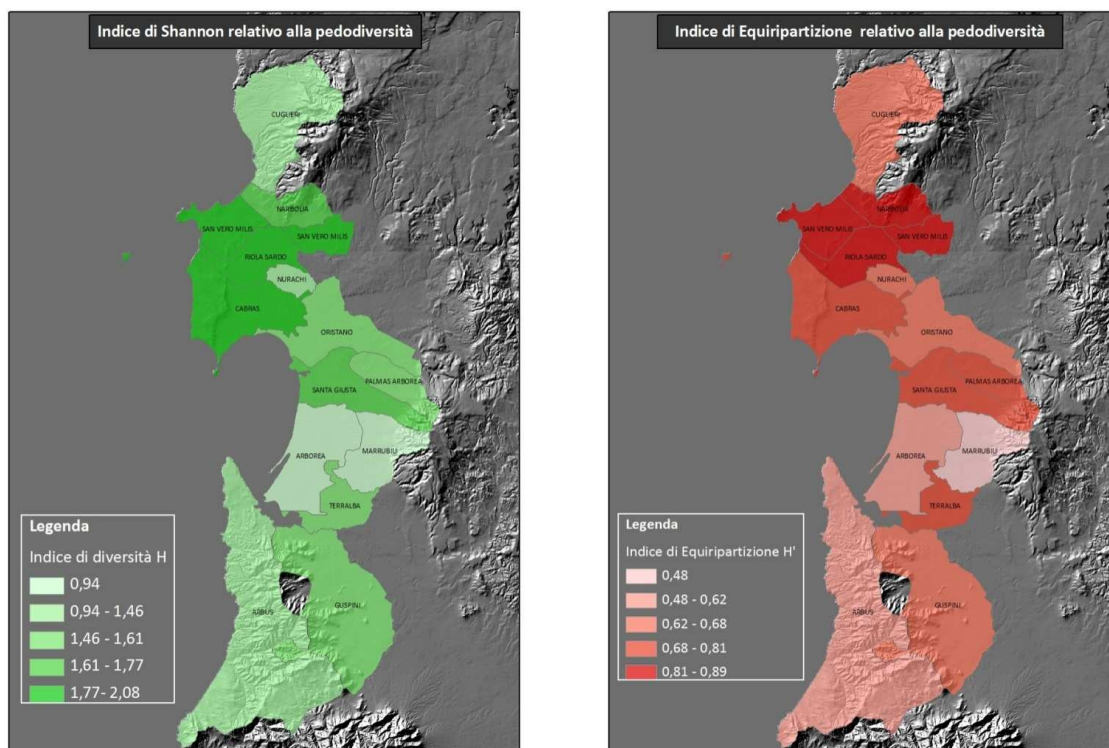 Indice di Shannon relativo alla pedodiversità
CUGLIERI
NARBOLIA
SAN VERO MILIS
SAN VERO MILIS
RIOLA SARDO
NURACHI
CABRAS
ORISTANO
PALMAS ARBOREA
SANTA GIUSTA
MARRUBIU
ARBOREA
TERRALBA
ARBUS
GUSPINI
Legenda
Indice di diversità H
0,94
0,94 - 1,46
1,46 - 1,61
1,61 - 1,77
1,77- 2,08
Indice di Equiripartizione relativo alla pedodiversità
CUGLIERI
NARBOLIA
SAN VERO MILIS
SAN VERO MILIS
RIOLA SARDO
NURACHI
CABRAS
ORISTANO
PALMAS ARBOREA
SANTA GIUSTA
MARRUBIU
ARBOREA
TERRALBA
ARBUS
GUSPINI
Legenda
Indice di Equiripartizione H'
0,48
0,48 - 0,62
0,62 - 0,68
0,68 - 0,81
0,81 - 0,89